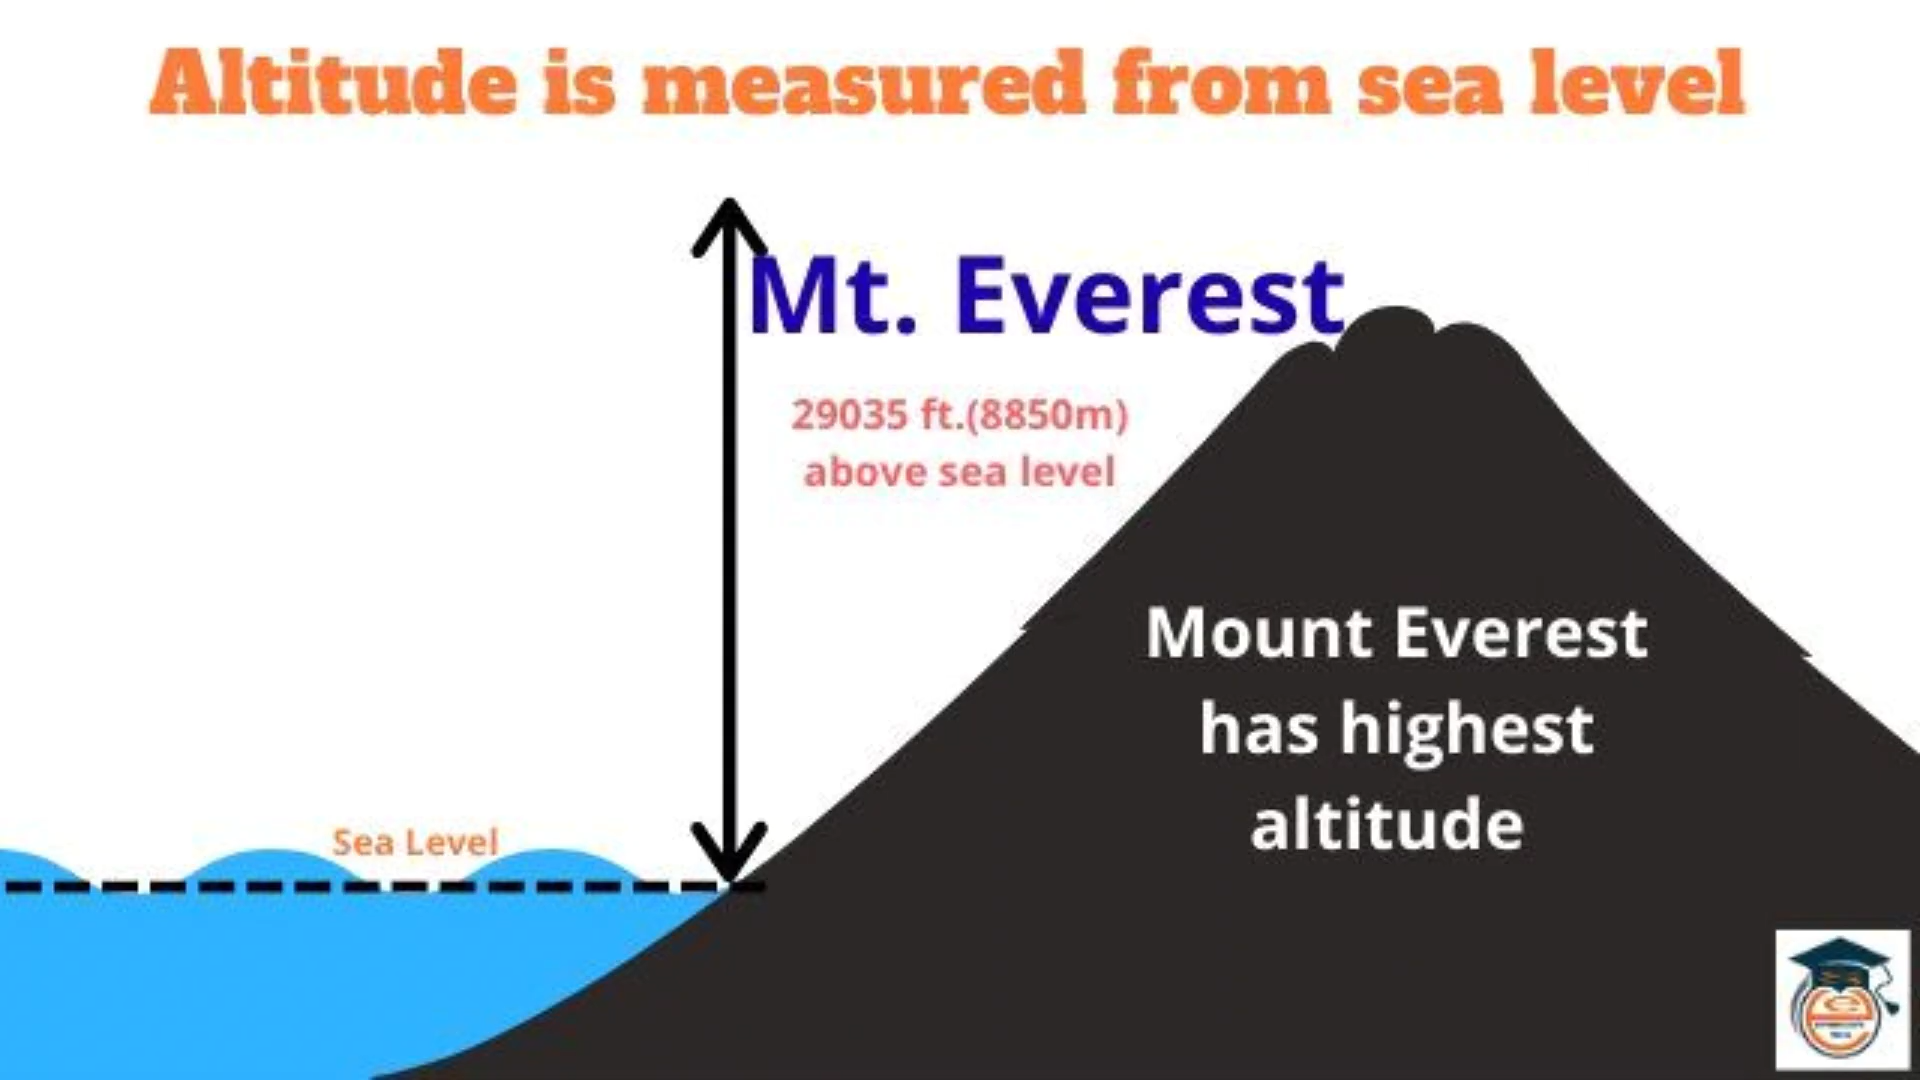 Altitude is measured from sea level
Mt. Everest
29035 ft.(8850m)
above sea level
Mount Everest
has highest
altitude
Sea Level